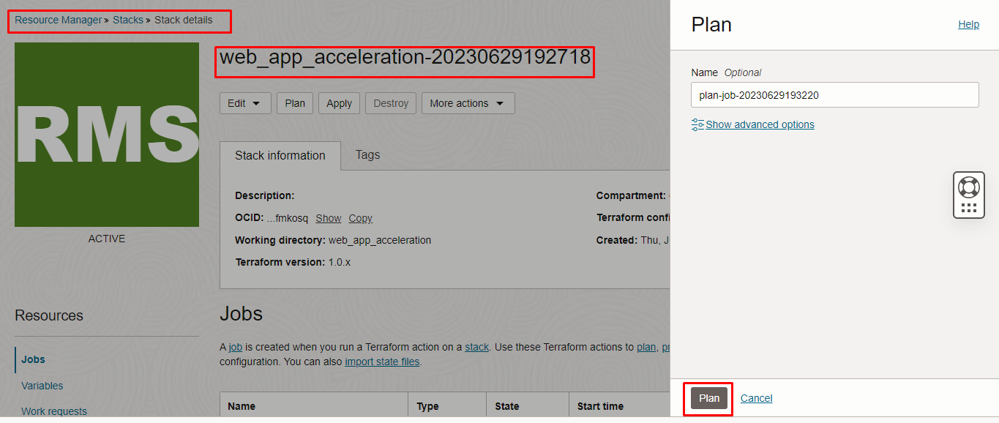 Resource Manager » Stacks » Stack details
RMS
ACTIVE
web_app_acceleration-20230629192718
Edit Plan Apply Destroy More actions
Stack information Tags
Description: Compartment:
OCID: ...fmkosq Show Copy Terraform confi
Working directory: web_app_acceleration Created: Thu, J
Terraform version: 1.0.x
Resources
Jobs
Variables
Work requests
Jobs
A job is created when you run a Terraform action on a stack. Use these Terraform actions to plan, pr
configuration. You can also import state files.
Name Type State Start time
Plan
Help
Name Optional
plan-job-20230629193220
Show advanced options
Plan Cancel